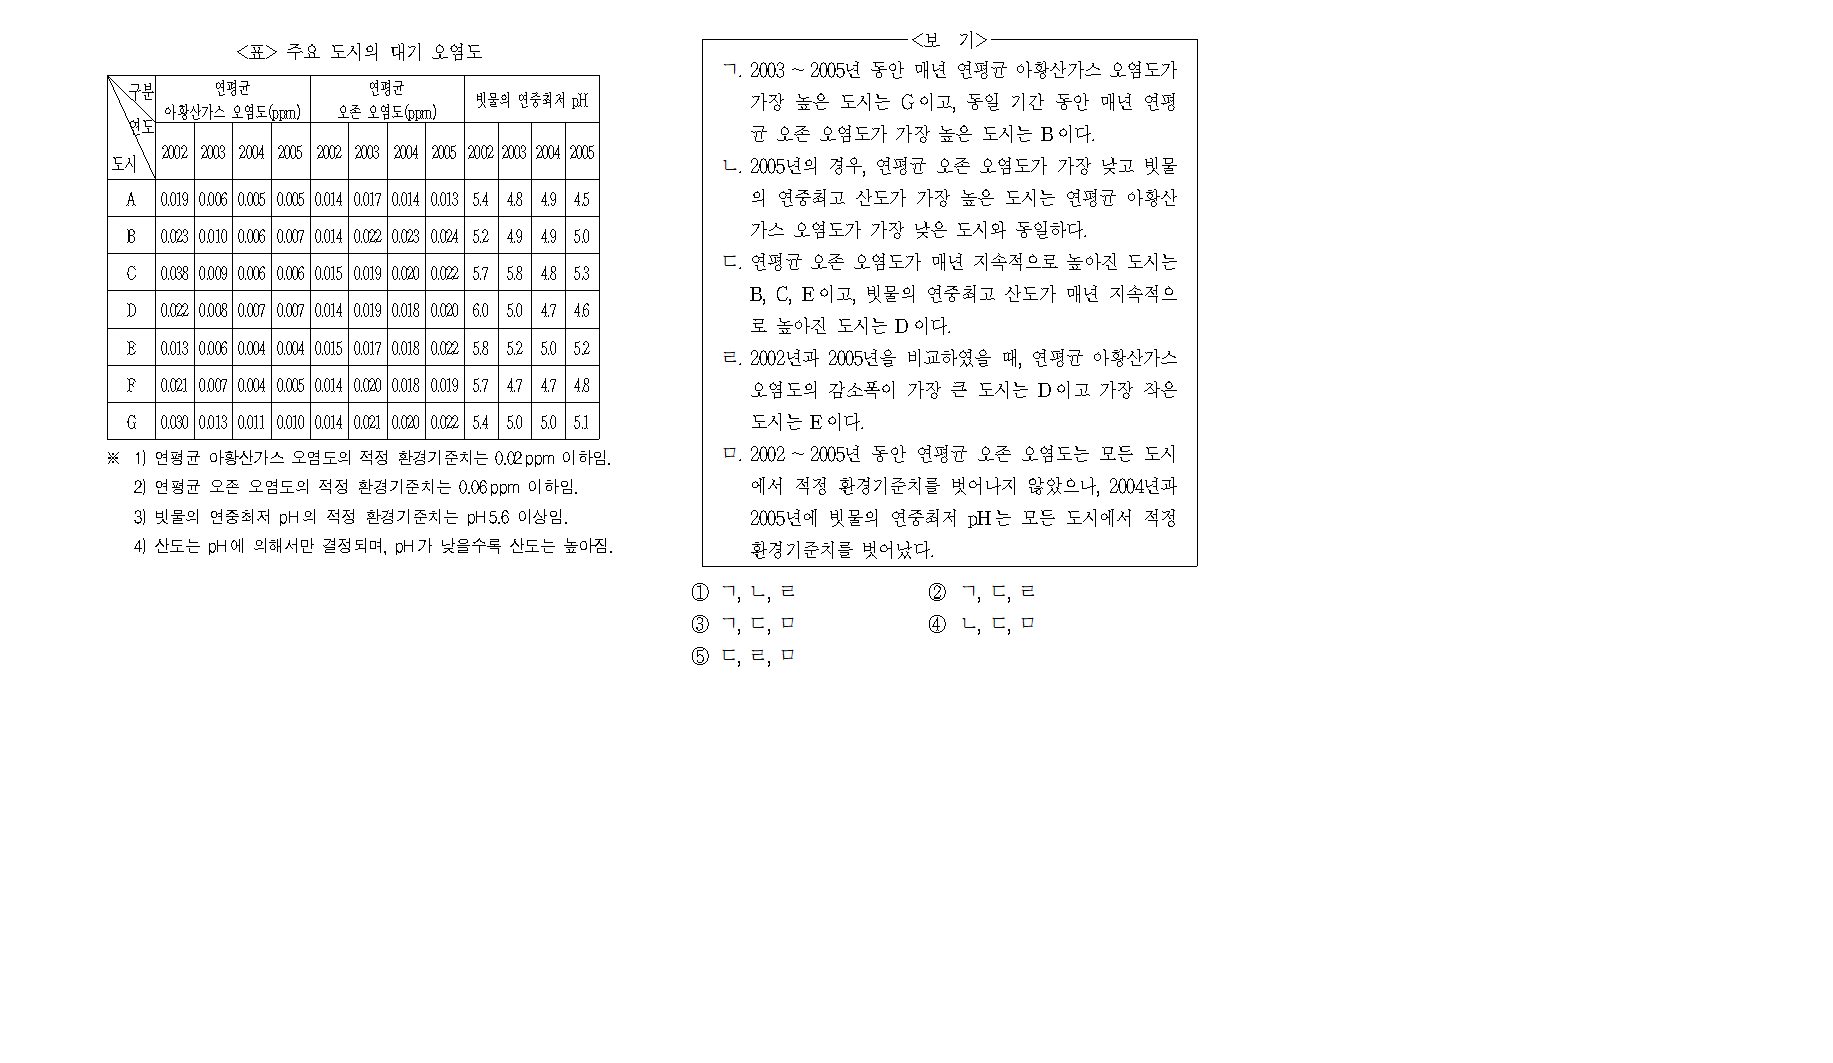 <표> 주요 도시의 대기 오염도
구분
연도
도시
연평균
아황산가스 오염도(ppm)
연평균
오존 오염도(ppm)
빗물의 연중최저 pH
2002 2003 2004 2005 2002 2003 2004 2005 2002 2003 2004 2005
A 0.019 0.006 0.005 0.005 0.014 0.017 0.014 0.013 5.4 4.8 4.9 4.5
B 0.023 0.010 0.006 0.007 0.014 0.022 0.023 0.024 5.2 4.9 4.9 5.0
C 0.038 0.009 0.006 0.006 0.015 0.019 0.020 0.022 5.7 5.8 4.8 5.3
D 0.022 0.008 0.007 0.007 0.014 0.019 0.018 0.020 6.0 5.0 4.7 4.6
E 0.013 0.006 0.004 0.004 0.015 0.017 0.018 0.022 5.8 5.2 5.0 5.2
F 0.021 0.007 0.004 0.005 0.014 0.020 0.018 0.019 5.7 4.7 4.7 4.8
G 0.030 0.013 0.011 0.010 0.014 0.021 0.020 0.022 5.4 5.0 5.0 5.1
※ 1) 연평균 아황산가스 오염도의 적정 환경기준치는 0.02ppm 이하임.
2) 연평균 오존 오염도의 적정 환경기준치는 0.06ppm 이하임.
3) 빗물의 연중최저 pH의 적정 환경기준치는 pH5.6 이상임.
4) 산도는 pH에 의해서만 결정되며, pH가 낮을수록 산도는 높아짐.
<보 기>
ㄱ. 2003 ~ 2005년 동안 매년 연평균 아황산가스 오염도가
가장 높은 도시는 G이고, 동일 기간 동안 매년 연평
균 오존 오염도가 가장 높은 도시는 B이다.
ㄴ. 2005년의 경우, 연평균 오존 오염도가 가장 낮고 빗물
의 연중최고 산도가 가장 높은 도시는 연평균 아황산
가스 오염도가 가장 낮은 도시와 동일하다.
ㄷ. 연평균 오존 오염도가 매년 지속적으로 높아진 도시는
B, C, E이고, 빗물의 연중최고 산도가 매년 지속적으
로 높아진 도시는 D이다.
ㄹ. 2002년과 2005년을 비교하였을 때, 연평균 아황산가스
오염도의 감소폭이 가장 큰 도시는 D이고 가장 작은
도시는 E이다.
ㅁ. 2002 ~ 2005년 동안 연평균 오존 오염도는 모든 도시
에서 적정 환경기준치를 벗어나지 않았으나, 2004년과
2005년에 빗물의 연중최저 pH는 모든 도시에서 적정
환경기준치를 벗어났다.
① ㄱ, ㄴ, ㄹ
② ㄱ, ㄷ, ㄹ
③ ㄱ, ㄷ, ㅁ
④ ㄴ, ㄷ, ㅁ
⑤ ㄷ, ㄹ, ㅁ